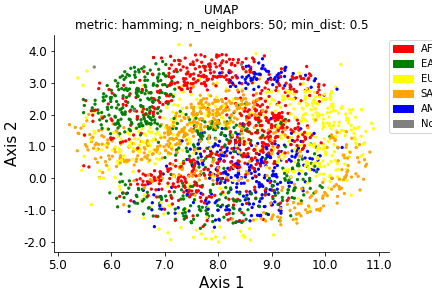 UMAP
metric: hamming; n_neighbors: 50; min_dist: 0.5
4.0
3.0
2.0
1.0
0.0
-1.0
-2.0
Axis 2
5.0 6.0 7.0 8.0 9.0 10.0 11.0
Axis 1
AF
EA
EU
SA
AM
No